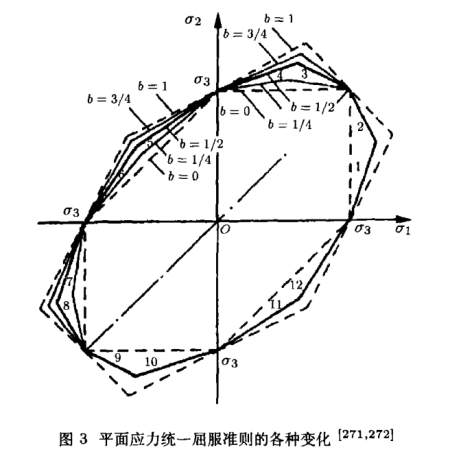 σ2
b = 1
b = 3/4
σ3
b = 1
b = 3/4
4
3
b = 0
b = 1/2
b = 1/4
2
5
b = 1/2
b = 1/4
b = 0
6
1
σ3
O
σ3
σ1
7
8
12
11
9
10
σ3
图 3 平面应力统一屈服准则的各种变化 [271,272]